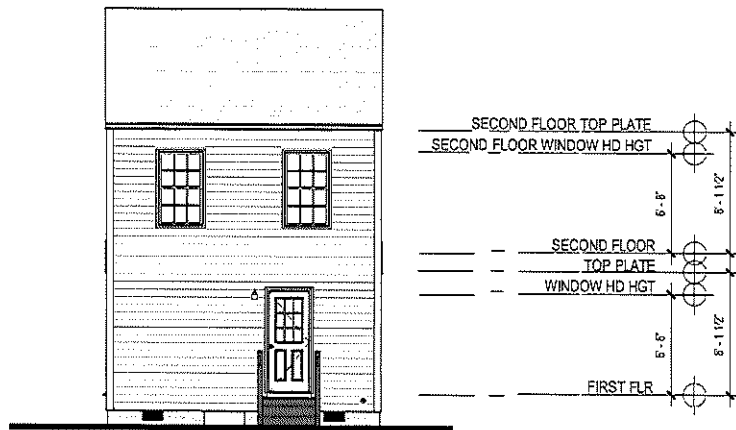 SECOND FLOOR TOP PLATE
SECOND FLOOR WINDOW HD HGT
6'-8"
8'-1 1/2"
SECOND FLOOR
TOP PLATE
WINDOW HD HGT
6'-8"
8'-1 1/2"
FIRST FLR